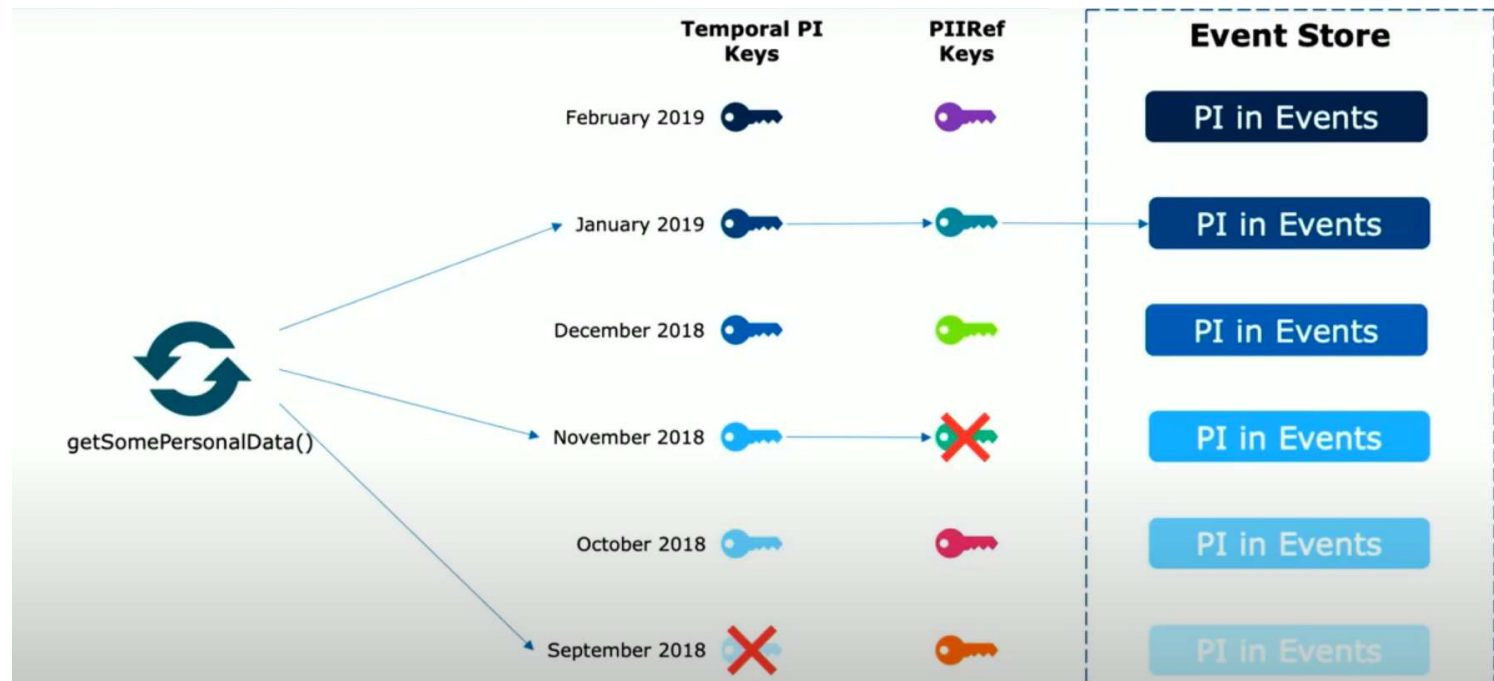 Temporal PI
Keys
PIIRef
Keys
Event Store
February 2019
PI in Events
January 2019
PI in Events
December 2018
PI in Events
getSomePersonalData()
November 2018
PI in Events
October 2018
PI in Events
September 2018
PI in Events